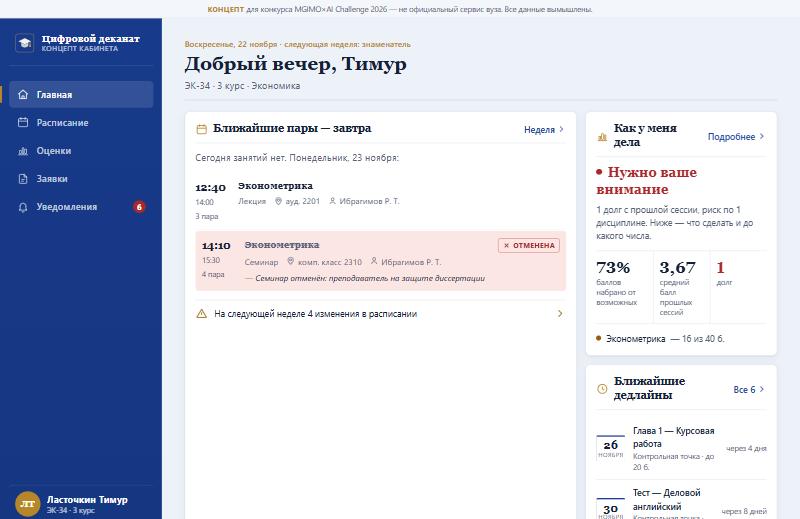 КОНЦЕПТ для конкурса MGIMO×AI Challenge 2026 — не официальный сервис вуза. Все данные вымышлены.
Цифровой деканат
КОНЦЕПТ КАБИНЕТА
Главная
Расписание
Оценки
Заявки
Уведомления 6
ЛТ
Ласточкин Тимур
ЭК-34 · 3 курс
Воскресенье, 22 ноября · следующая неделя: знаменатель
Добрый вечер, Тимур
ЭК-34 · 3 курс · Экономика
Ближайшие пары — завтра
Неделя
Сегодня занятий нет. Понедельник, 23 ноября:
12:40
14:00
3 пара
Эконометрика
Лекция ауд. 2201 Ибрагимов Р. Т.
14:10
15:30
4 пара
Эконометрика
× ОТМЕНЕНА
Семинар комп. класс 2310 Ибрагимов Р. Т.
— Семинар отменён: преподаватель на защите диссертации
На следующей неделе 4 изменения в расписании
Как у меня
дела
Подробнее
Нужно ваше
внимание
1 долг с прошлой сессии, риск по 1
дисциплине. Ниже — что сделать и до
какого числа.
73%
баллов
набрано от
возможных
3,67
средний
балл
прошлых
сессий
1
долг
Эконометрика — 16 из 40 б.
Ближайшие
дедлайны
Все 6
26
НОЯБРЯ
Глава 1 — Курсовая
работа
Контрольная точка · до
20 б.
через 4 дня
30
НОЯБРЯ
Тест — Деловой
английский
Контрольная точка · до
через 8 дней